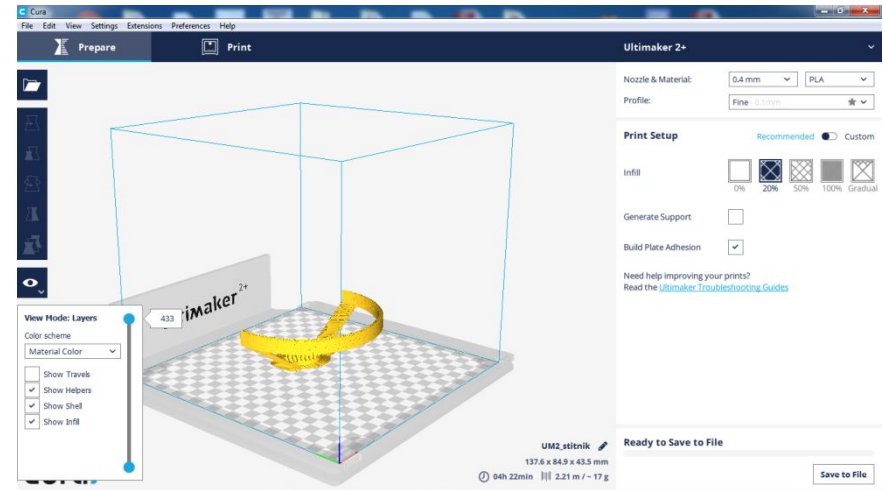 Cura
File Edit View Settings Extensions Preferences Help
Prepare Print Ultimaker 2+
Nozzle & Material: 0.4 mm PLA
Profile: Fine 0.1mm
Print Setup Recommended Custom
Infill
0% 20% 50% 100% Gradual
Generate Support
Build Plate Adhesion
Need help improving your prints?
Read the Ultimaker Troubleshooting Guides
imaker 2+
View Mode: Layers 433
Color scheme
Material Color
Show Travels
Show Helpers
Show Shell
Show Infill
UM2_stitnik
137.6 x 84.9 x 43.5 mm
04h 22min 2.21 m / ~ 17 g
Ready to Save to File
Save to File